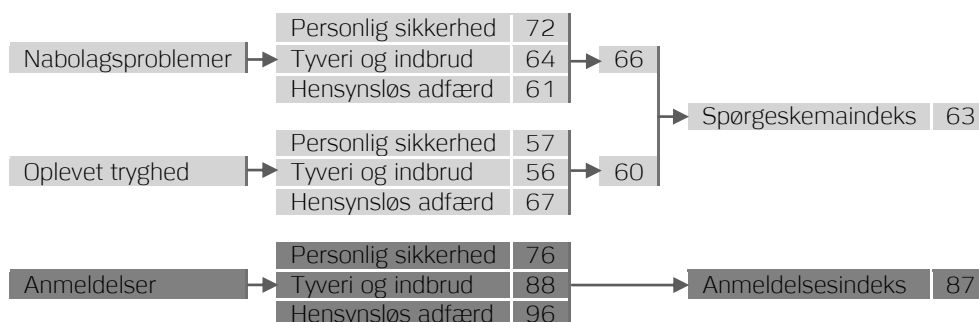 Personlig sikkerhed 72
Nabolagsproblemer Tyveri og indbrud 64 66
Hensynsløs adfærd 61
Spørgeskemaindeks 63
Personlig sikkerhed 57
Oplevet tryghed Tyveri og indbrud 56 60
Hensynsløs adfærd 67
Personlig sikkerhed 76
Anmeldelser Tyveri og indbrud 88 Anmeldelsesindeks 87
Hensynsløs adfærd 96